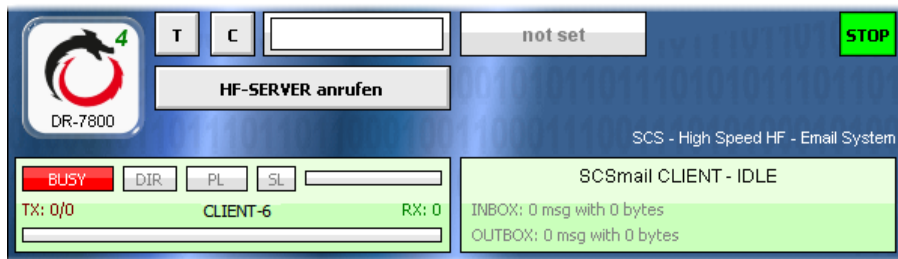 4
T C not set STOP
HF-SERVER anrufen
DR-7800
SCS - High Speed HF - Email System
BUSY DIR PL SL
TX: 0/0 CLIENT-6 RX: 0
SCSmail CLIENT - IDLE
INBOX: 0 msg with 0 bytes
OUTBOX: 0 msg with 0 bytes